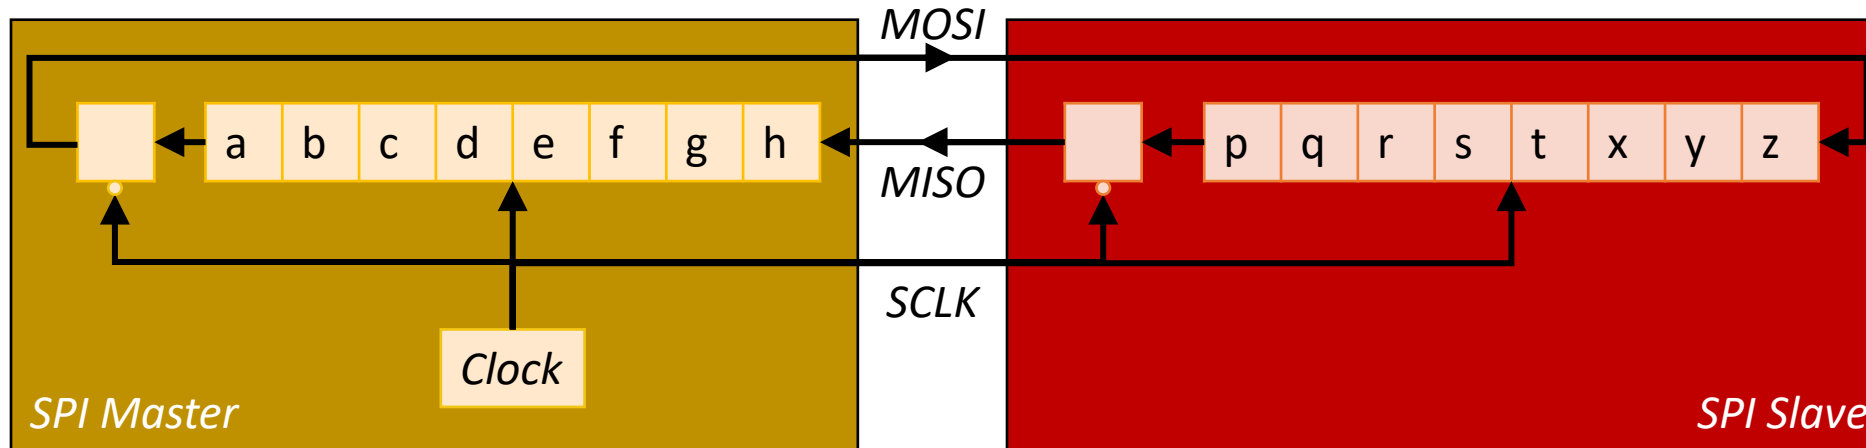 MOSI
a b c d e f g h
p q r s t x y z
MISO
SCLK
Clock
SPI Master
SPI Slave